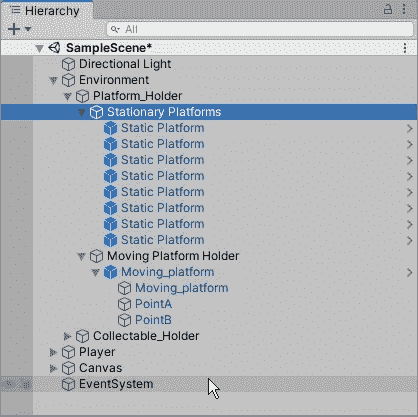 Hierarchy
All
SampleScene*
Directional Light
Environment
Platform_Holder
Stationary Platforms
Static Platform
Static Platform
Static Platform
Static Platform
Static Platform
Static Platform
Static Platform
Static Platform
Moving Platform Holder
Moving_platform
Moving_platform
PointA
PointB
Collectable_Holder
Player
Canvas
EventSystem